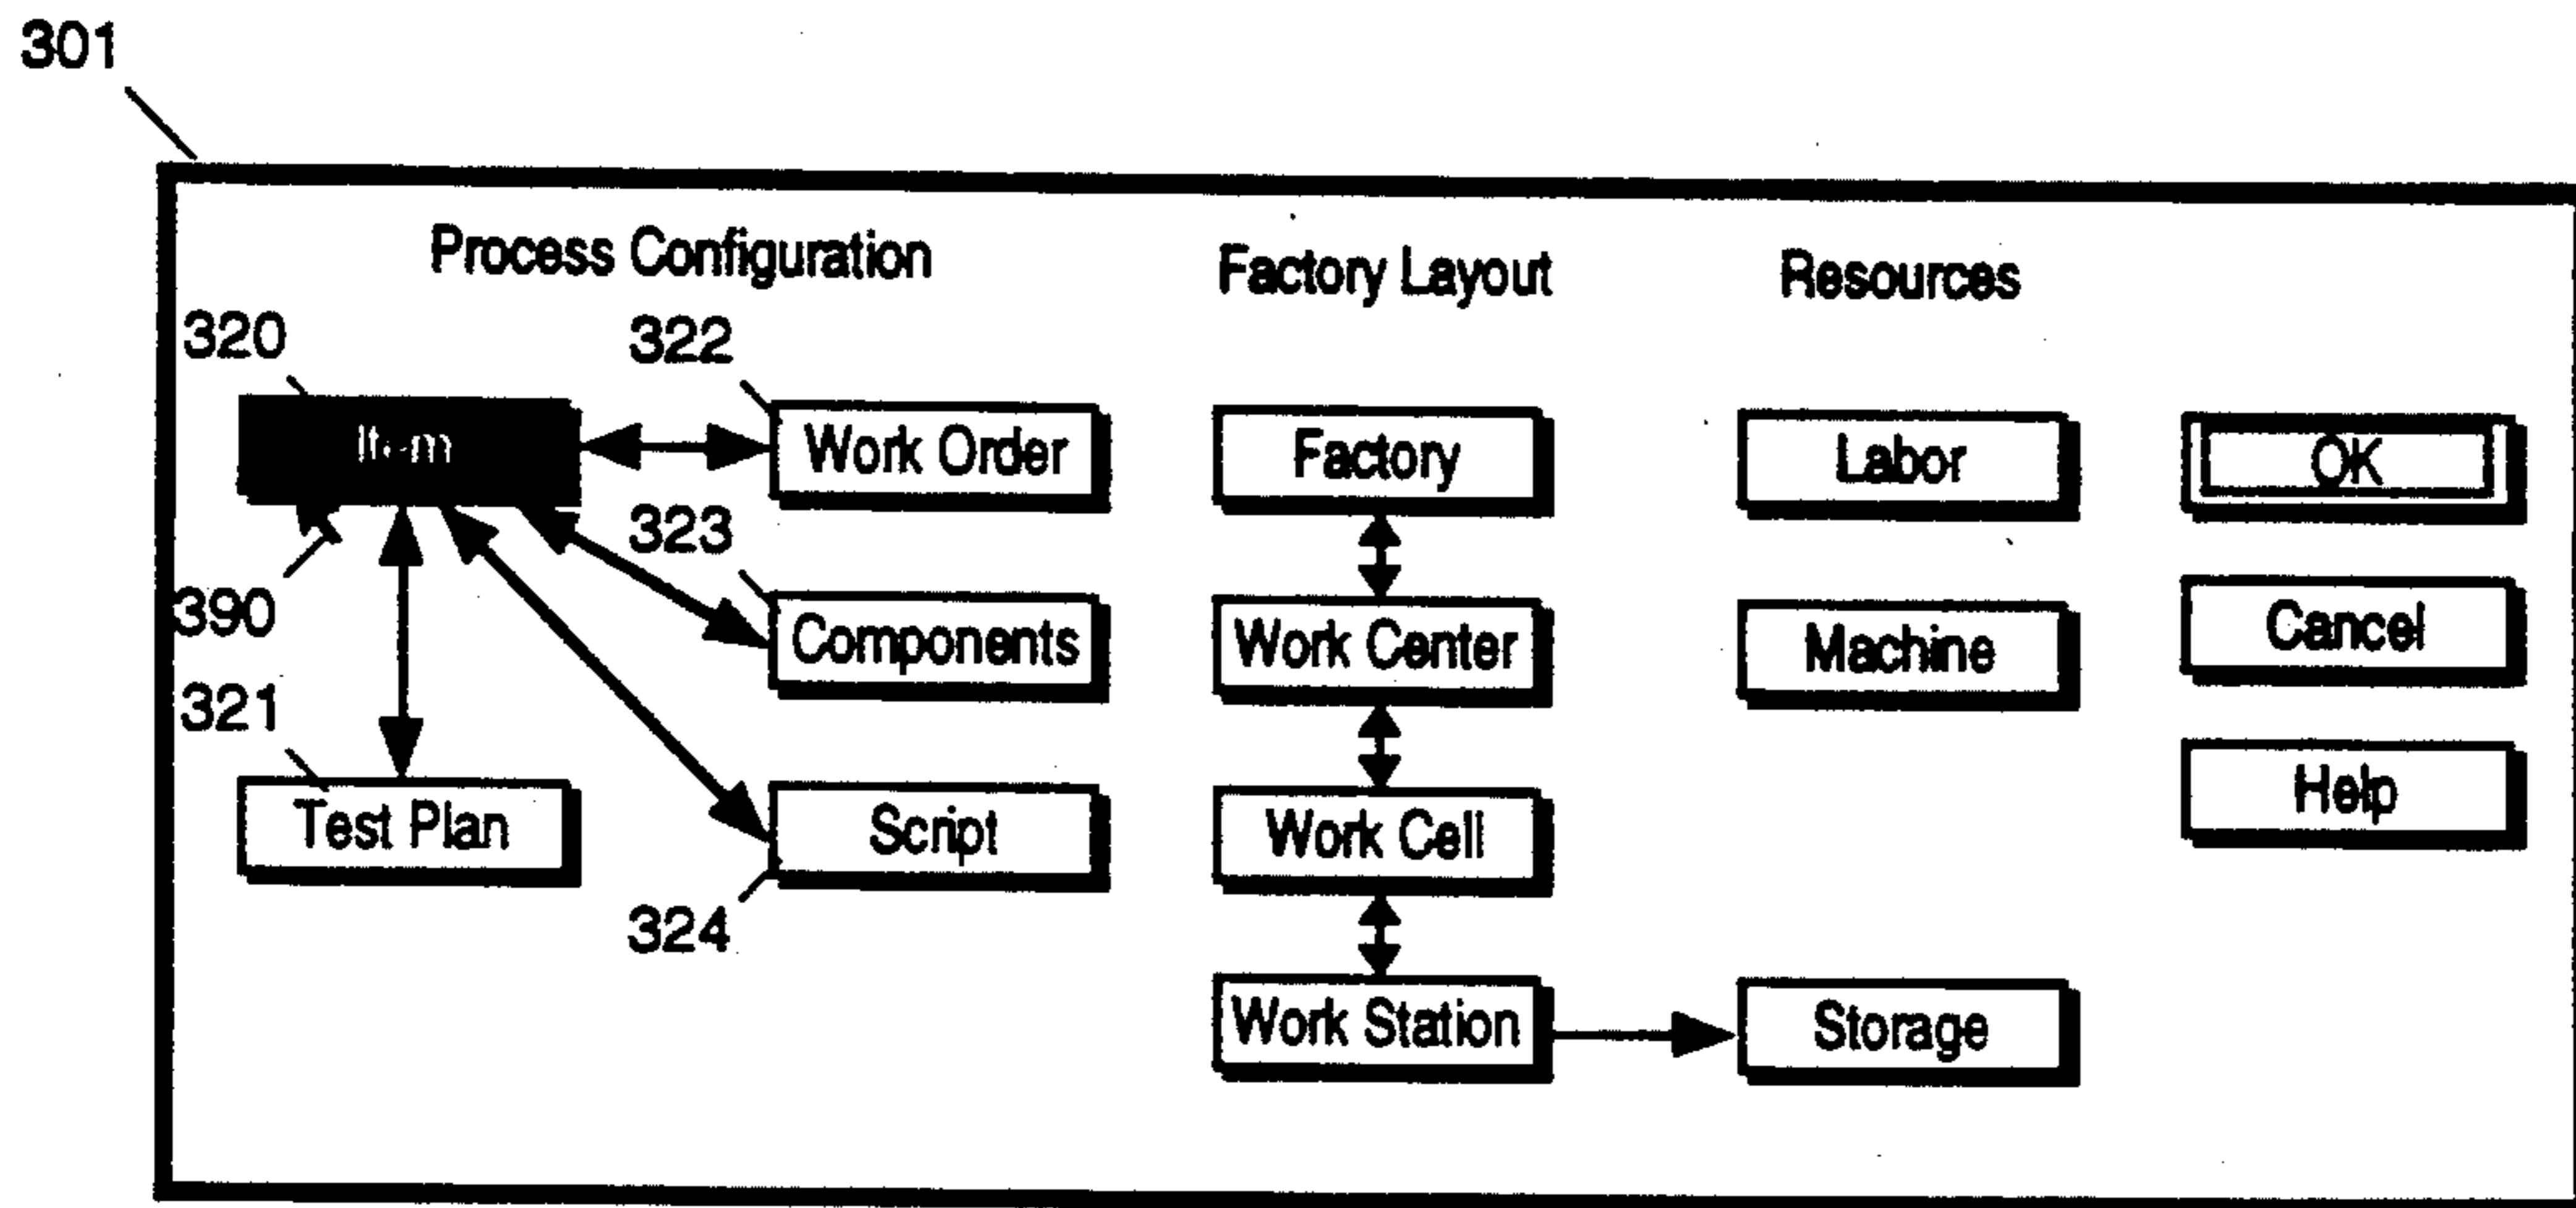 301
Process Configuration
Factory Layout
Resources
320
322
Item
Work Order
Factory
Labor
OK
323
390
Components
Work Center
Machine
Cancel
321
Test Plan
Script
Work Cell
Help
324
Work Station
Storage